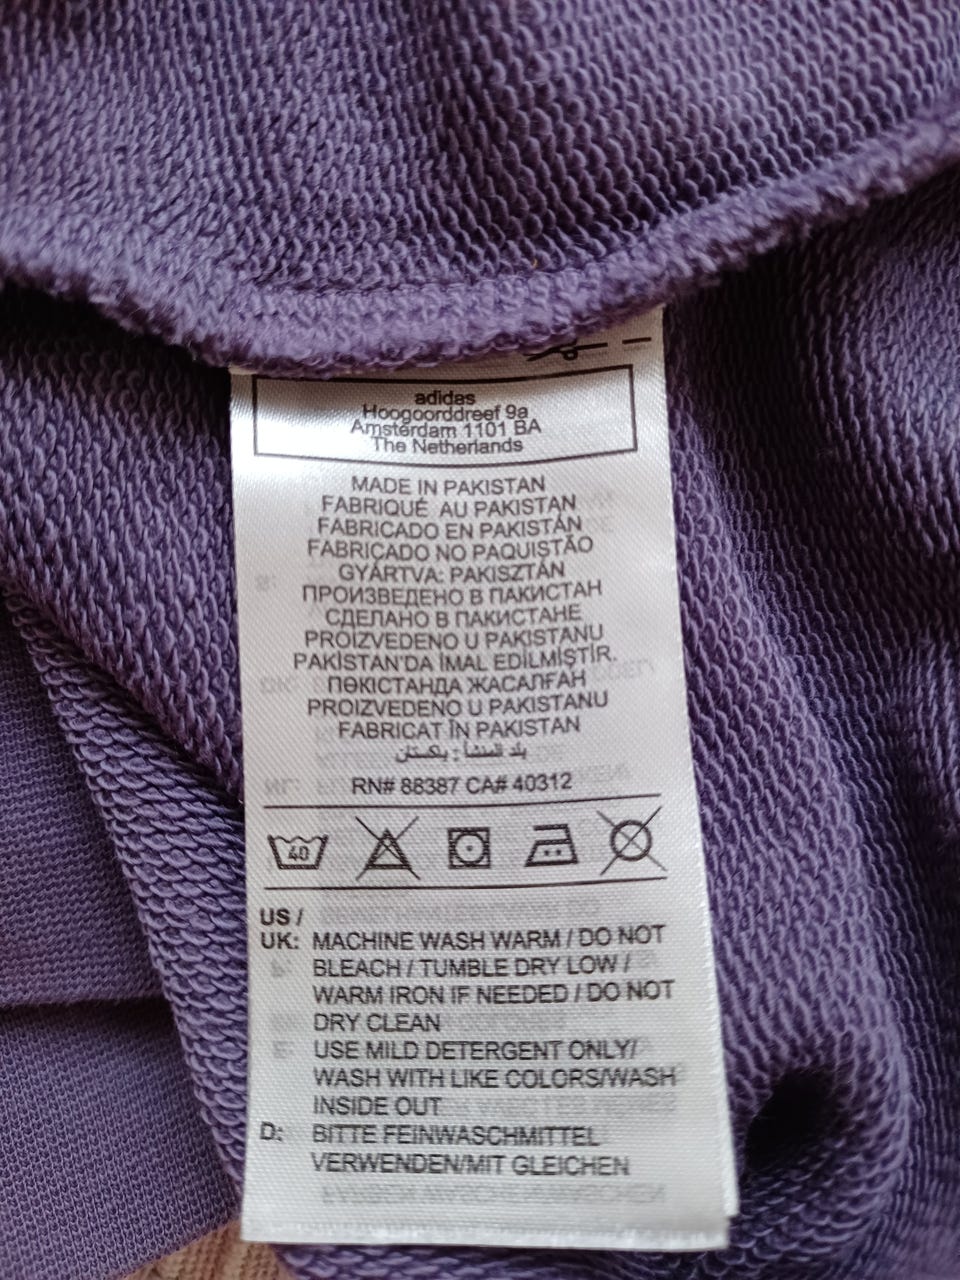 adidas
Hoogoorddreef 9a
Amsterdam 1101 BA
The Netherlands
MADE IN PAKISTAN
FABRIQUÉ AU PAKISTAN
FABRICADO EN PAKISTÁN
FABRICADO NO PAQUISTÃO
GYÁRTVA: PAKISZTÁN
ПРОИЗВЕДЕНО В ПАКИСТАН
СДЕЛАНО В ПАКИСТАНЕ
PROIZVEDENO U PAKISTANU
PAKİSTAN'DA İMAL EDİLMİŞTİR.
ПӘКІСТАНДА ЖАСАЛҒАН
PROIZVEDENO U PAKISTANU
FABRICAT ÎN PAKISTAN
بلد المنشأ : باكستان
RN# 88387 CA# 40312
40
US /
UK: MACHINE WASH WARM / DO NOT
BLEACH / TUMBLE DRY LOW /
WARM IRON IF NEEDED / DO NOT
DRY CLEAN
USE MILD DETERGENT ONLY/
WASH WITH LIKE COLORS/WASH
INSIDE OUT
D: BITTE FEINWASCHMITTEL
VERWENDEN/MIT GLEICHEN